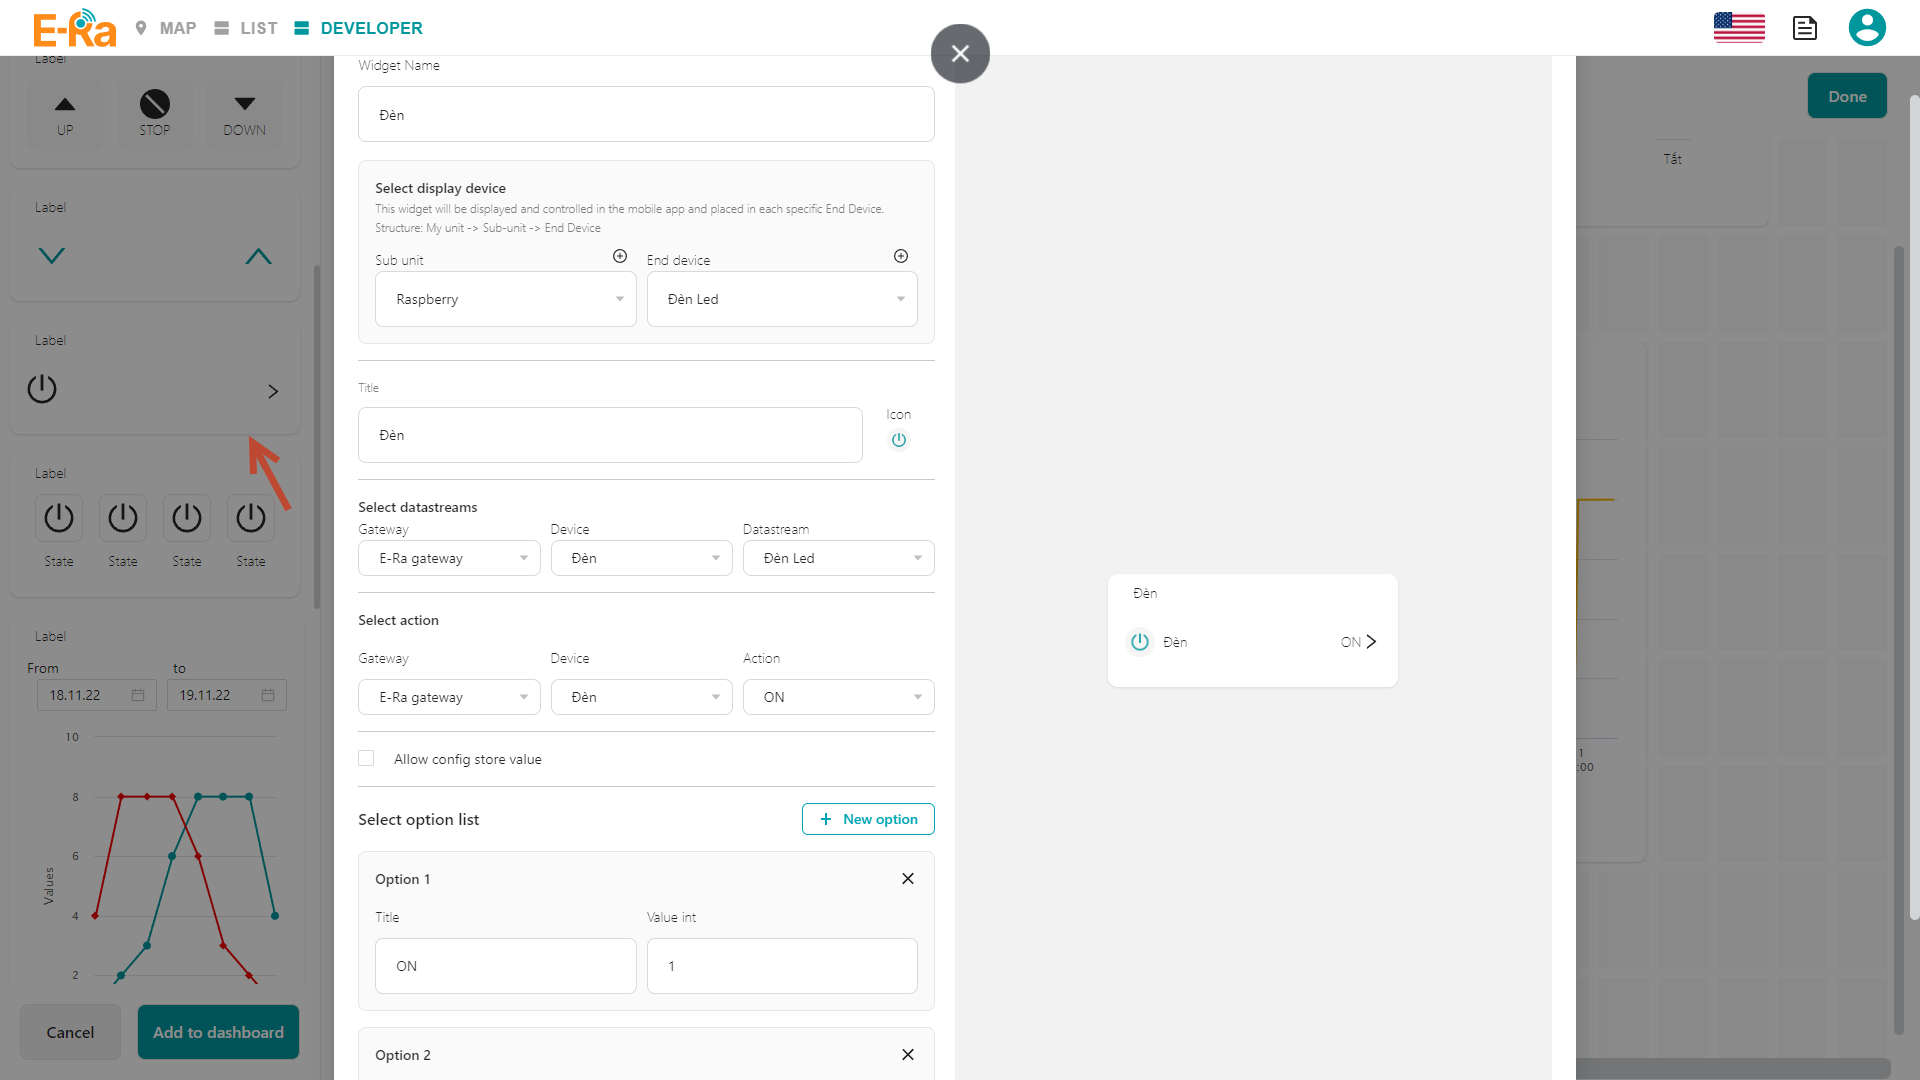 E-Ra MAP LIST DEVELOPER
Done
Label
UP STOP DOWN
Label
Label
Label
State State State State
Label
From to
18.11.22 19.11.22
10
8
6
4
2
Values
Cancel Add to dashboard
Widget Name
Đèn
Select display device
This widget will be displayed and controlled in the mobile app and placed in each specific End Device.
Structure: My unit -> Sub-unit -> End Device
Sub unit End device
Raspberry Đèn Led
Title
Icon
Đèn
Select datastreams
Gateway Device Datastream
E-Ra gateway Đèn Đèn Led
Select action
Gateway Device Action
E-Ra gateway Đèn ON
Allow config store value
Select option list + New option
Option 1
Title Value int
ON 1
Option 2
Đèn
Đèn ON
Tắt
1
:00